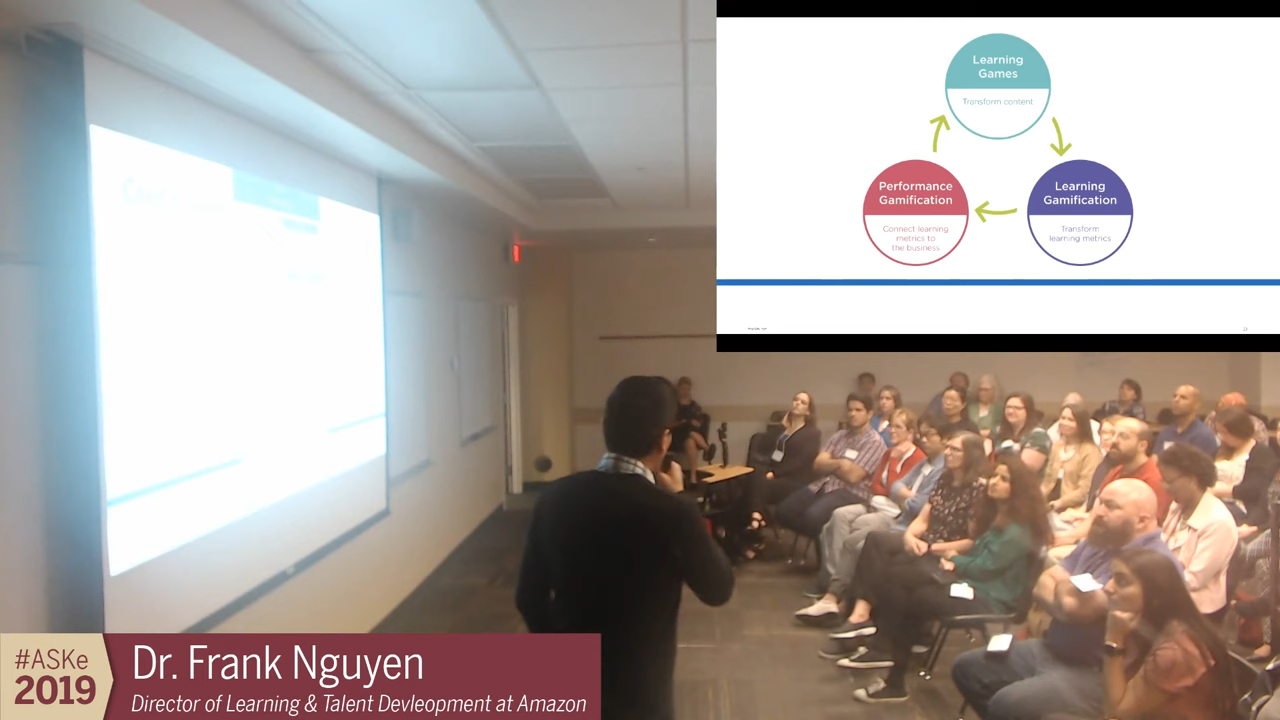 Learning
Games
Transform content
Performance
Gamification
Connect learning
metrics to
the business
Learning
Gamification
Transform
learning metrics
#ASKe
2019
Dr. Frank Nguyen
Director of Learning & Talent Devleopment at Amazon